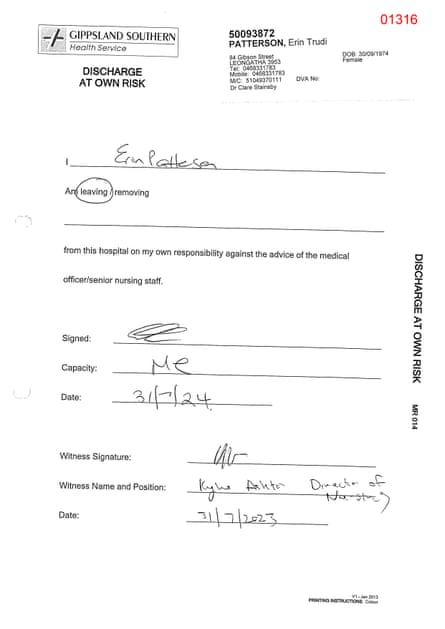 01316
GIPPSLAND SOUTHERN
Health Service
DISCHARGE
AT OWN RISK
50093872
PATTERSON, Erin Trudi
84 Gibson Street
LEONGATHA 3953
Tel: 0468331783
Mobile: 0468331783
M/C: 51049370111 DVA No:
Dr Clare Stainsby
DOB: 30/09/1974
Female
I Erin Patterson
Am leaving / removing
from this hospital on my own responsibility against the advice of the medical
officer/senior nursing staff.
Signed:
Capacity: Me
Date: 31/7/24
Witness Signature:
Witness Name and Position: Kylie Ashton Director of
Nursing
Date: 31/7/2023
DISCHARGE AT OWN RISK MR 014
V1 - Jan 2013
PRINTING INSTRUCTIONS: Colour